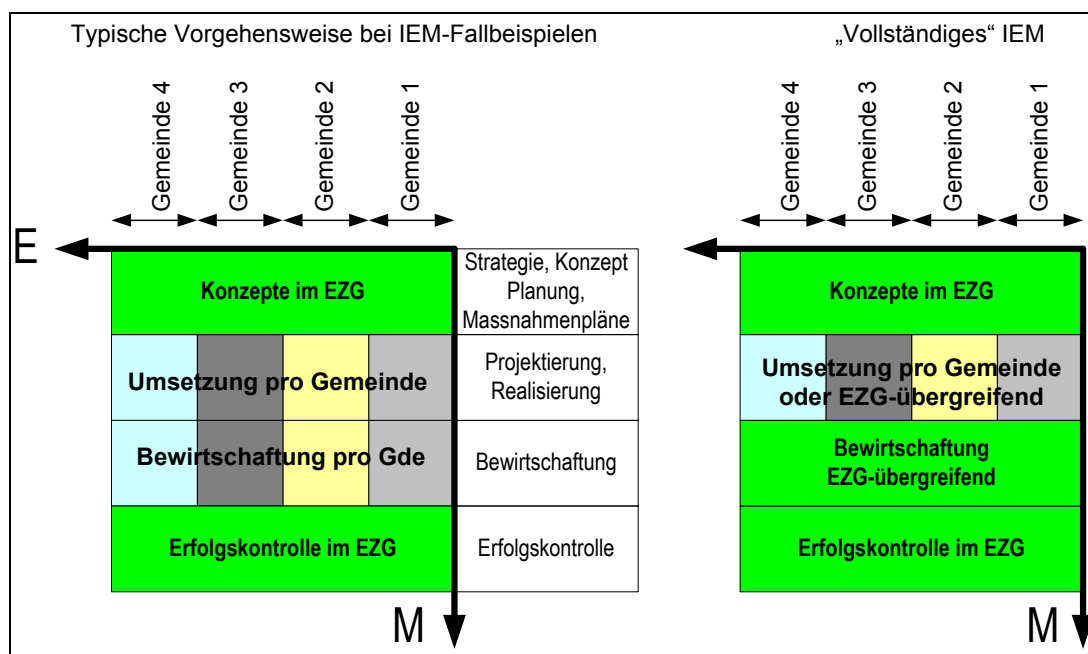 Typische Vorgehensweise bei IEM-Fallbeispielen
Gemeinde 4
Gemeinde 3
Gemeinde 2
Gemeinde 1
E
Konzepte im EZG
Strategie, Konzept
Planung,
Massnahmenpläne
Umsetzung pro Gemeinde
Projektierung,
Realisierung
Bewirtschaftung pro Gde
Bewirtschaftung
Erfolgskontrolle im EZG
Erfolgskontrolle
M
„Vollständiges“ IEM
Gemeinde 4
Gemeinde 3
Gemeinde 2
Gemeinde 1
Konzepte im EZG
Umsetzung pro Gemeinde
oder EZG-übergreifend
Bewirtschaftung
EZG-übergreifend
Erfolgskontrolle im EZG
M